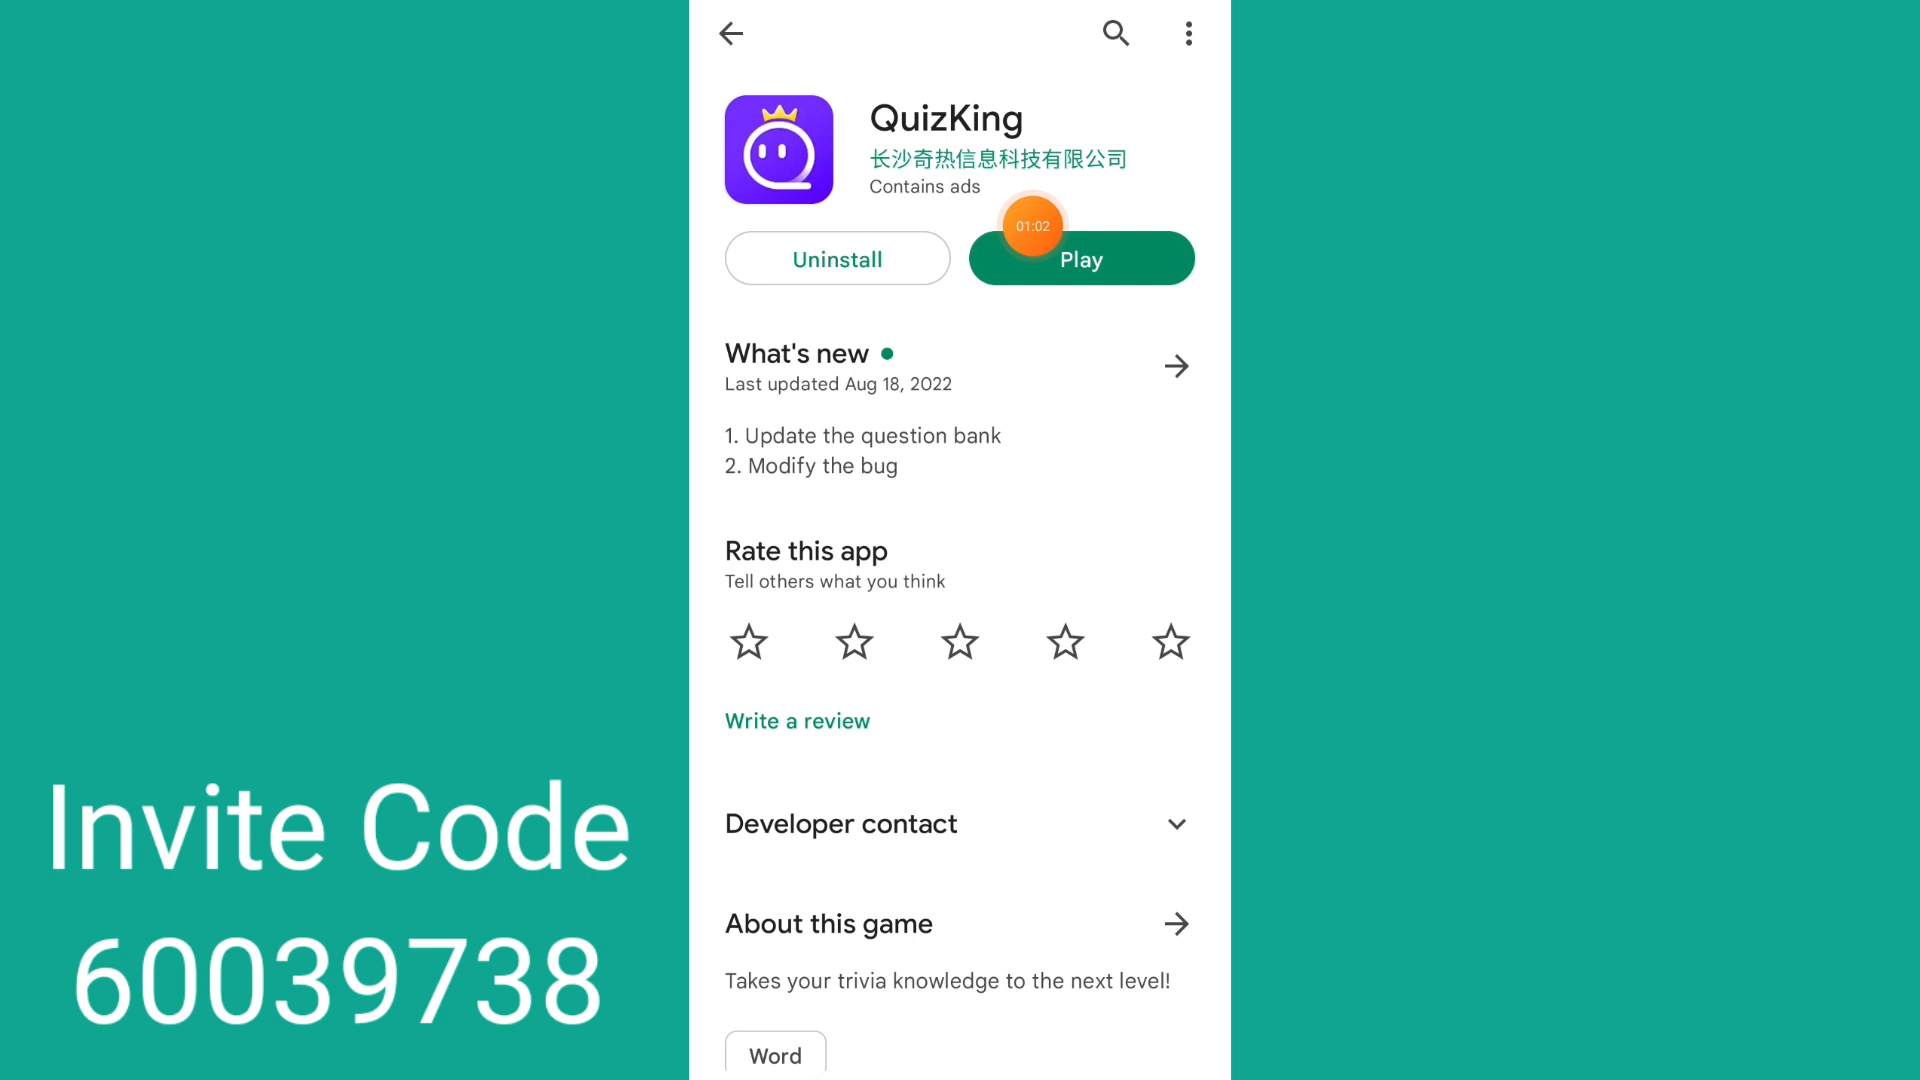 QuizKing
长沙奇热信息科技有限公司
Contains ads
01:02
Uninstall
Play
What's new
Last updated Aug 18, 2022
1. Update the question bank
2. Modify the bug
Rate this app
Tell others what you think
Write a review
Developer contact
About this game
Takes your trivia knowledge to the next level!
Word
Invite Code
60039738